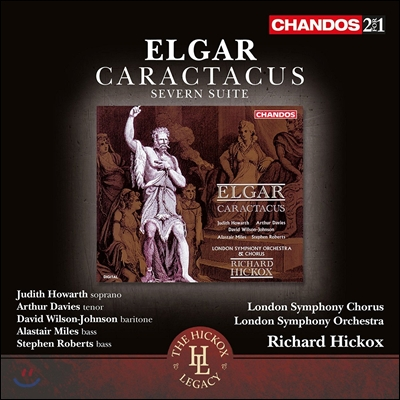 CHANDOS 2 FOR 1
ELGAR
CARACTACUS
SEVERN SUITE
CHANDOS
ELGAR
CARACTACUS
Judith Howarth Arthur Davies
David Wilson-Johnson
Alastair Miles Stephen Roberts
LONDON SYMPHONY ORCHESTRA
& CHORUS
RICHARD
HICKOX
DIGITAL
Judith Howarth soprano
Arthur Davies tenor
David Wilson-Johnson baritone
Alastair Miles bass
Stephen Roberts bass
THE HICKOX
HL
LEGACY
London Symphony Chorus
London Symphony Orchestra
Richard Hickox
yes24